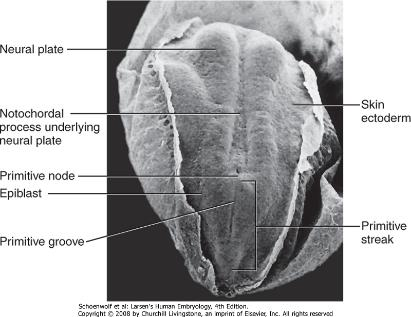 Neural plate
Notochordal
process underlying
neural plate
Primitive node
Epiblast
Primitive groove
Skin
ectoderm
Primitive
streak
Schoenwolf et al: Larsen's Human Embryology, 4th Edition.
Copyright © 2008 by Churchill Livingstone, an imprint of Elsevier, Inc. All rights reserved